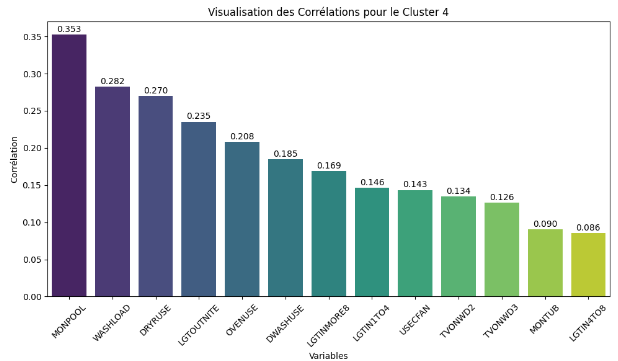 Visualisation des Corrélations pour le Cluster 4
0.353
0.282
0.270
0.235
0.208
0.185
0.169
0.146
0.143
0.134
0.126
0.090
0.086
0.35
0.30
0.25
0.20
0.15
0.10
0.05
0.00
Corrélation
MONPOOL
WASHLOAD
DRYRUSE
LGTOUTNITE
OVENUSE
DWASHUSE
LGTINMORE8
LGTIN1TO4
USECFAN
TVONWD2
TVONWD3
MONTUB
LGTIN4TO8
Variables